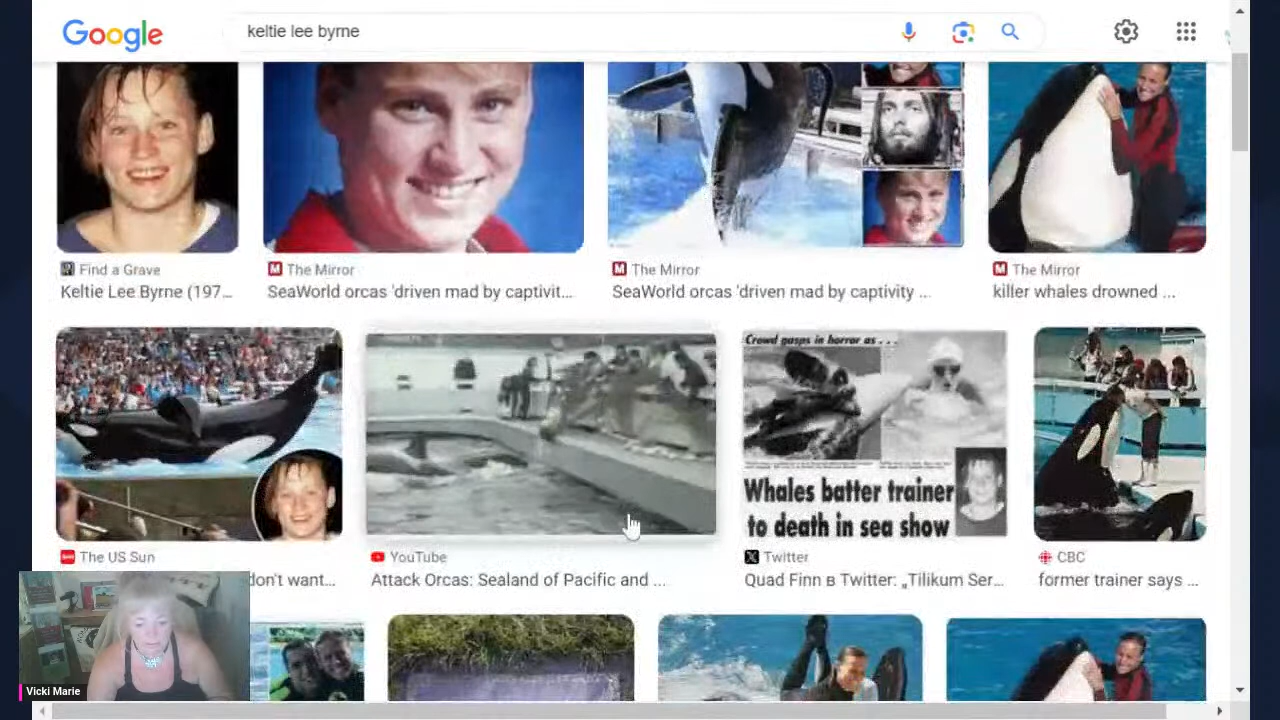 Google
keltie lee byrne
Find a Grave
Keltie Lee Byrne (197...
The Mirror
SeaWorld orcas 'driven mad by captivit...
The Mirror
SeaWorld orcas 'driven mad by captivity ...
The Mirror
killer whales drowned ...
Crowd gasps in horror as . . .
Whales batter trainer
to death in sea show
The US Sun
don't want...
YouTube
Attack Orcas: Sealand of Pacific and ...
Twitter
Quad Finn в Twitter: „Tilikum Ser...
CBC
former trainer says ...
Vicki Marie